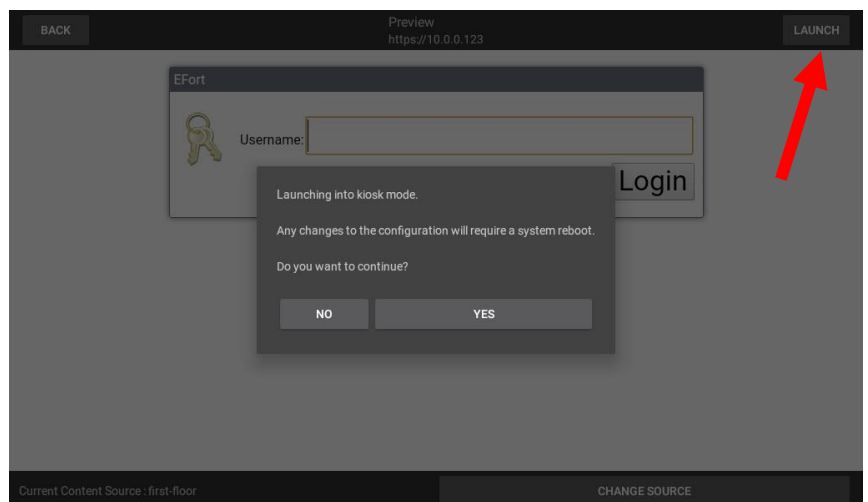 BACK
Preview
https://10.0.0.123
LAUNCH
EFort
Username:
Login
Launching into kiosk mode.
Any changes to the configuration will require a system reboot.
Do you want to continue?
NO
YES
Current Content Source : first-floor
CHANGE SOURCE